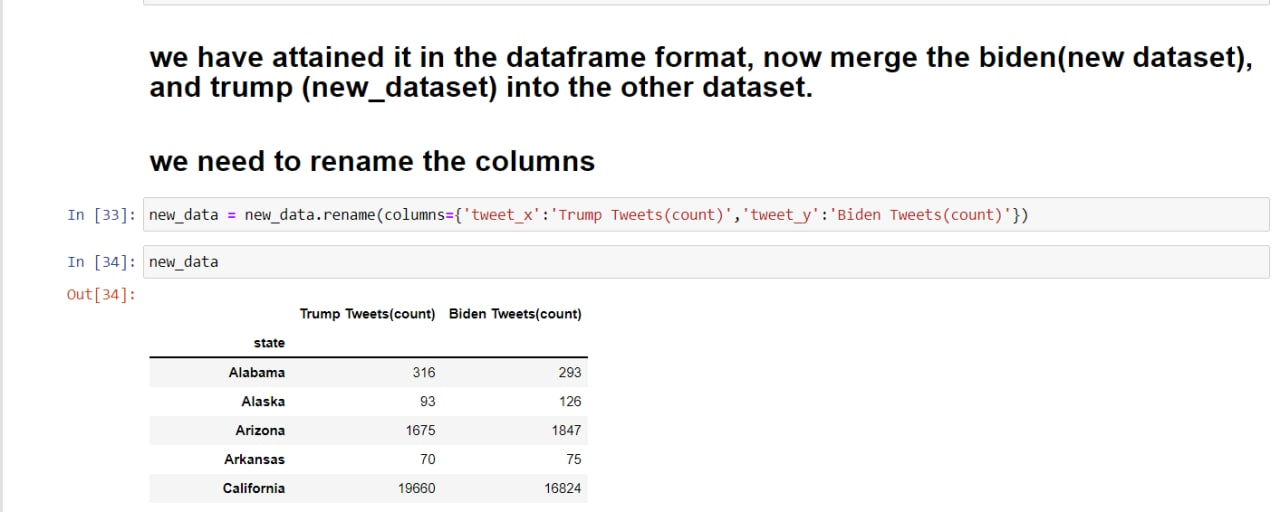 we have attained it in the dataframe format, now merge the biden(new dataset),
and trump (new_dataset) into the other dataset.
we need to rename the columns
In [33]: new_data = new_data.rename(columns={'tweet_x':'Trump Tweets(count)','tweet_y':'Biden Tweets(count)'})
In [34]: new_data
Out[34]:
Trump Tweets(count) Biden Tweets(count)
state
Alabama 316 293
Alaska 93 126
Arizona 1675 1847
Arkansas 70 75
California 19660 16824